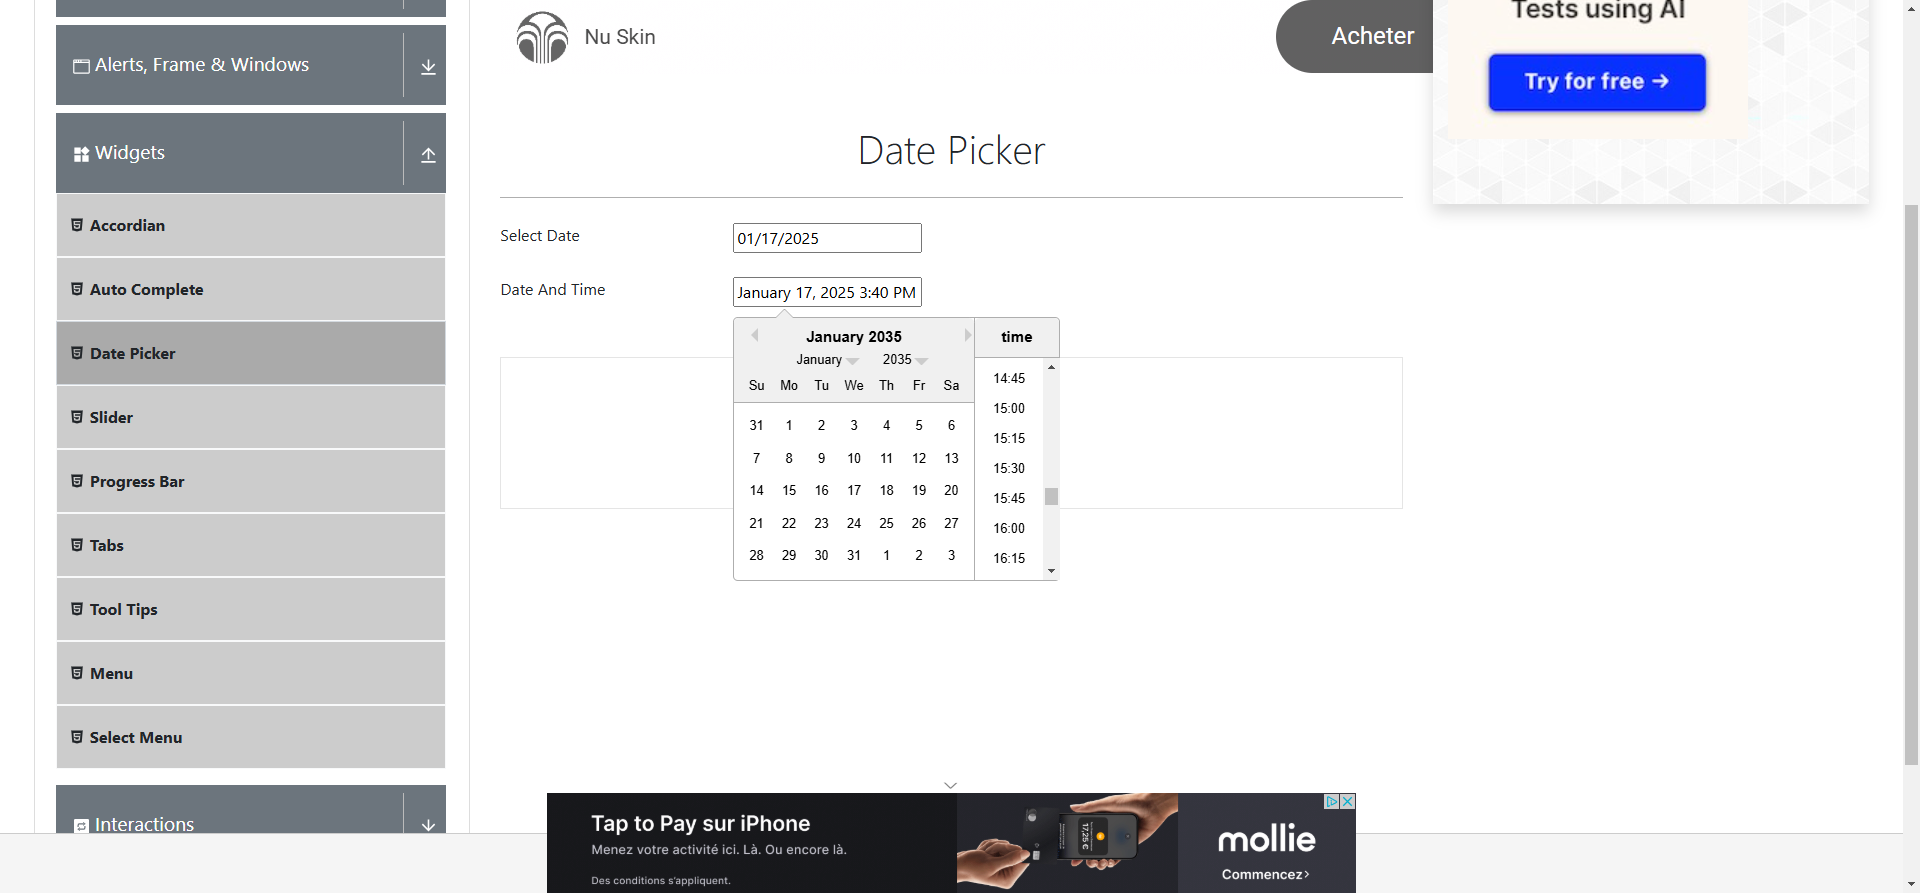 Alerts, Frame & Windows
Widgets
Accordian
Auto Complete
Date Picker
Slider
Progress Bar
Tabs
Tool Tips
Menu
Select Menu
Interactions
Nu Skin
Acheter
Tests using AI
Try for free →
Date Picker
Select Date
01/17/2025
Date And Time
January 17, 2025 3:40 PM
January 2035
January 2035
Su Mo Tu We Th Fr Sa
31 1 2 3 4 5 6
7 8 9 10 11 12 13
14 15 16 17 18 19 20
21 22 23 24 25 26 27
28 29 30 31 1 2 3
time
14:45
15:00
15:15
15:30
15:45
16:00
16:15
Tap to Pay sur iPhone
Menez votre activité ici. Là. Ou encore là.
Des conditions s'appliquent.
17,25 €
mollie
Commencez>